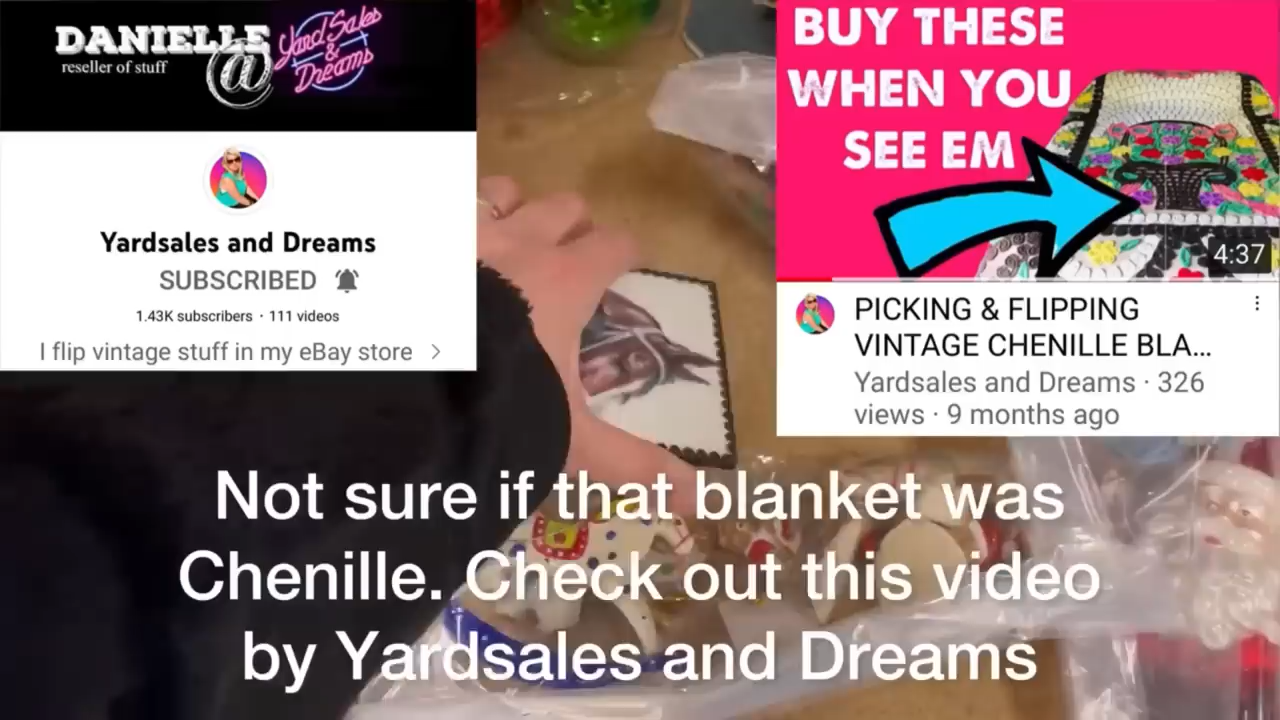 DANIELLE
reseller of stuff
@
Yard Sales
&
Dreams
Yardsales and Dreams
SUBSCRIBED
1.43K subscribers · 111 videos
I flip vintage stuff in my eBay store >
BUY THESE
WHEN YOU
SEE EM
4:37
PICKING & FLIPPING
VINTAGE CHENILLE BLA...
Yardsales and Dreams · 326
views · 9 months ago
Not sure if that blanket was
Chenille. Check out this video
by Yardsales and Dreams